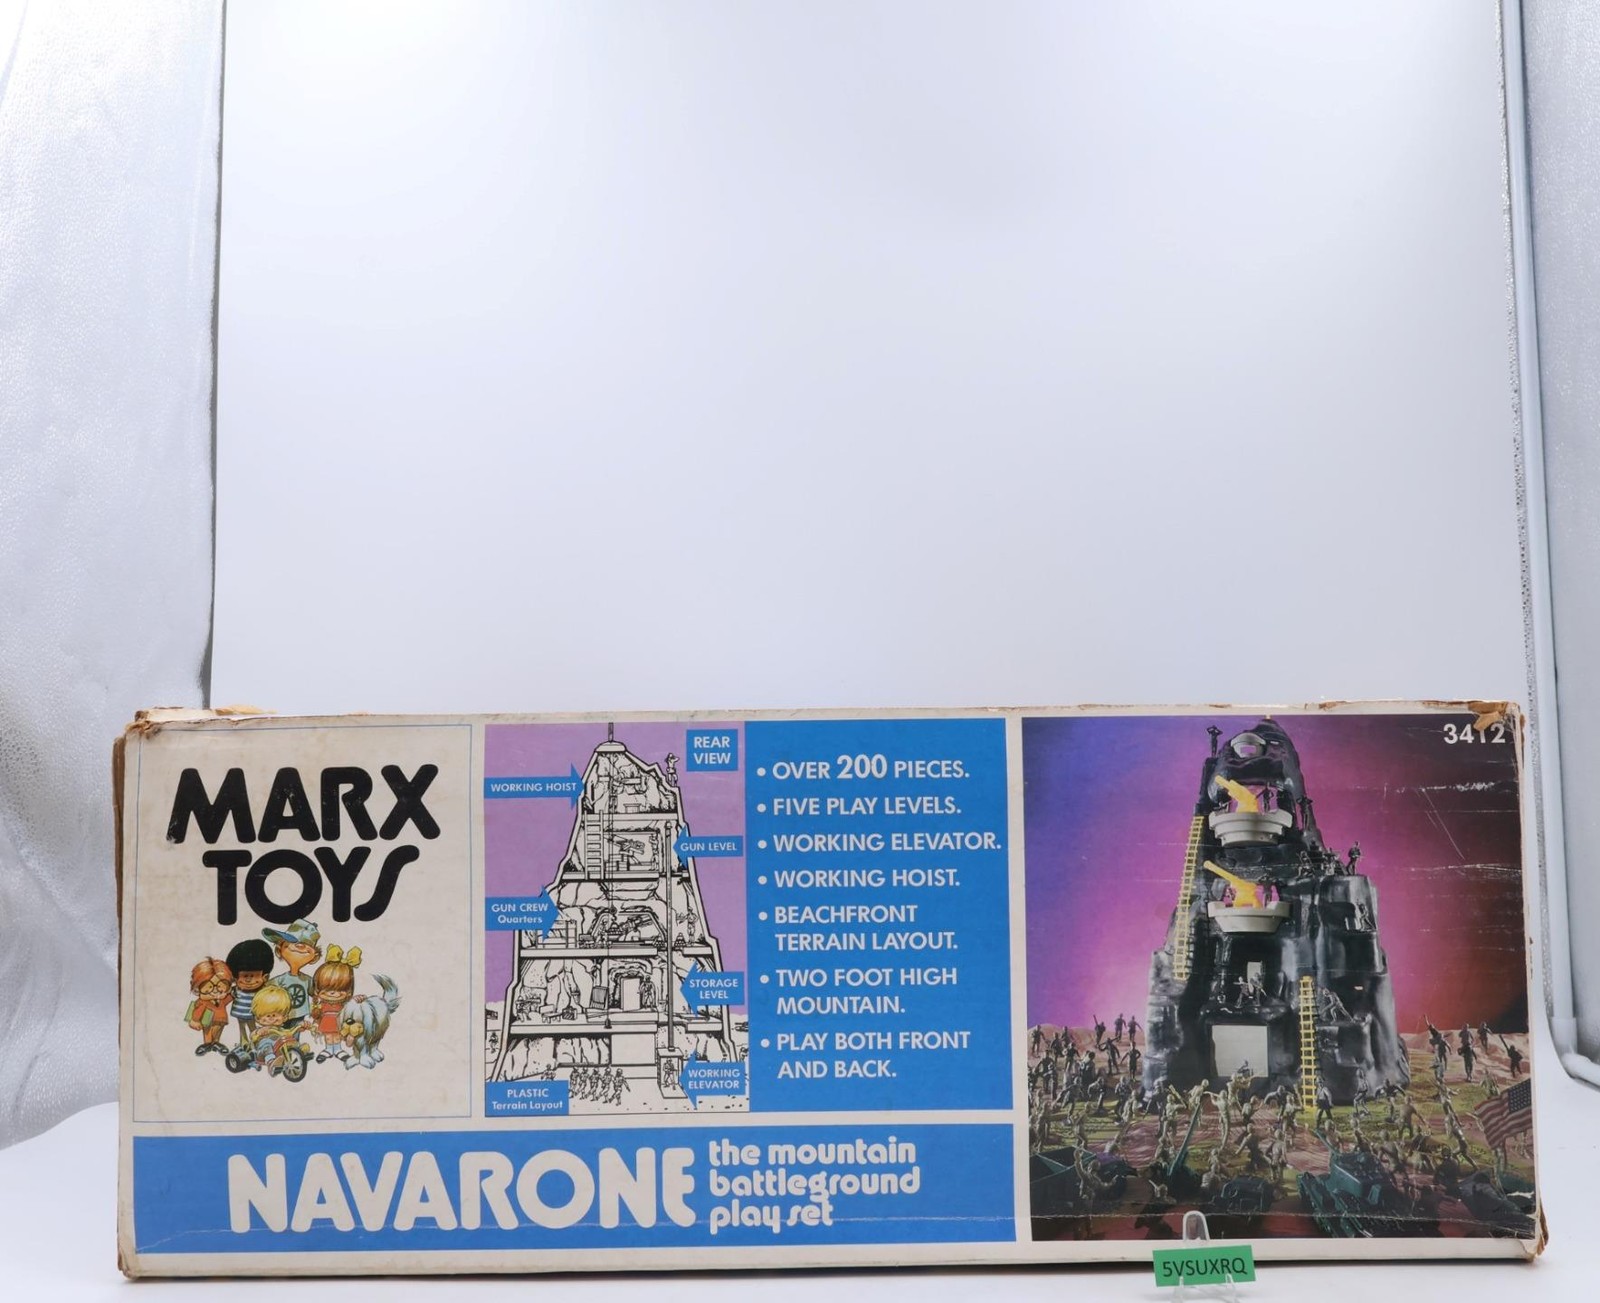 MARX
TOYS
REAR
VIEW
WORKING HOIST
GUN LEVEL
GUN CREW
Quarters
STORAGE
LEVEL
WORKING
ELEVATOR
PLASTIC
Terrain Layout
• OVER 200 PIECES.
• FIVE PLAY LEVELS.
• WORKING ELEVATOR.
• WORKING HOIST.
• BEACHFRONT
TERRAIN LAYOUT.
• TWO FOOT HIGH
MOUNTAIN.
• PLAY BOTH FRONT
AND BACK.
3412
NAVARONE
the mountain
battleground
play set
5VSUXRQ